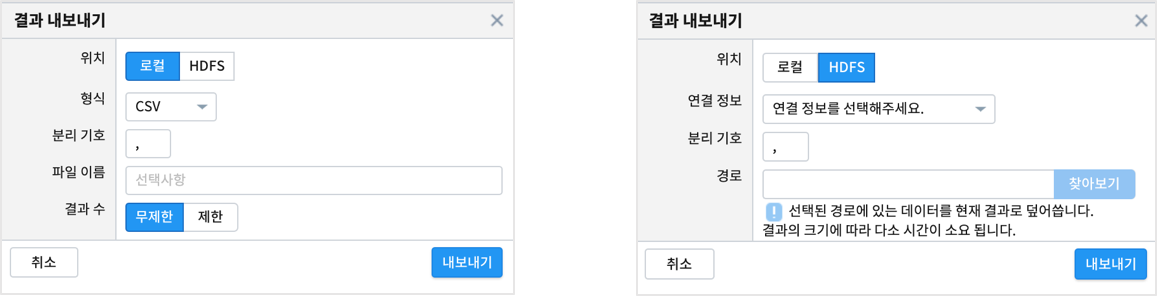 결과 내보내기
위치
로컬
HDFS
형식
CSV
분리 기호
,
파일 이름
선택사항
결과 수
무제한
제한
취소
내보내기
결과 내보내기
위치
로컬
HDFS
연결 정보
연결 정보를 선택해주세요.
분리 기호
,
경로
찾아보기
! 선택된 경로에 있는 데이터를 현재 결과로 덮어씁니다.
결과의 크기에 따라 다소 시간이 소요 됩니다.
취소
내보내기